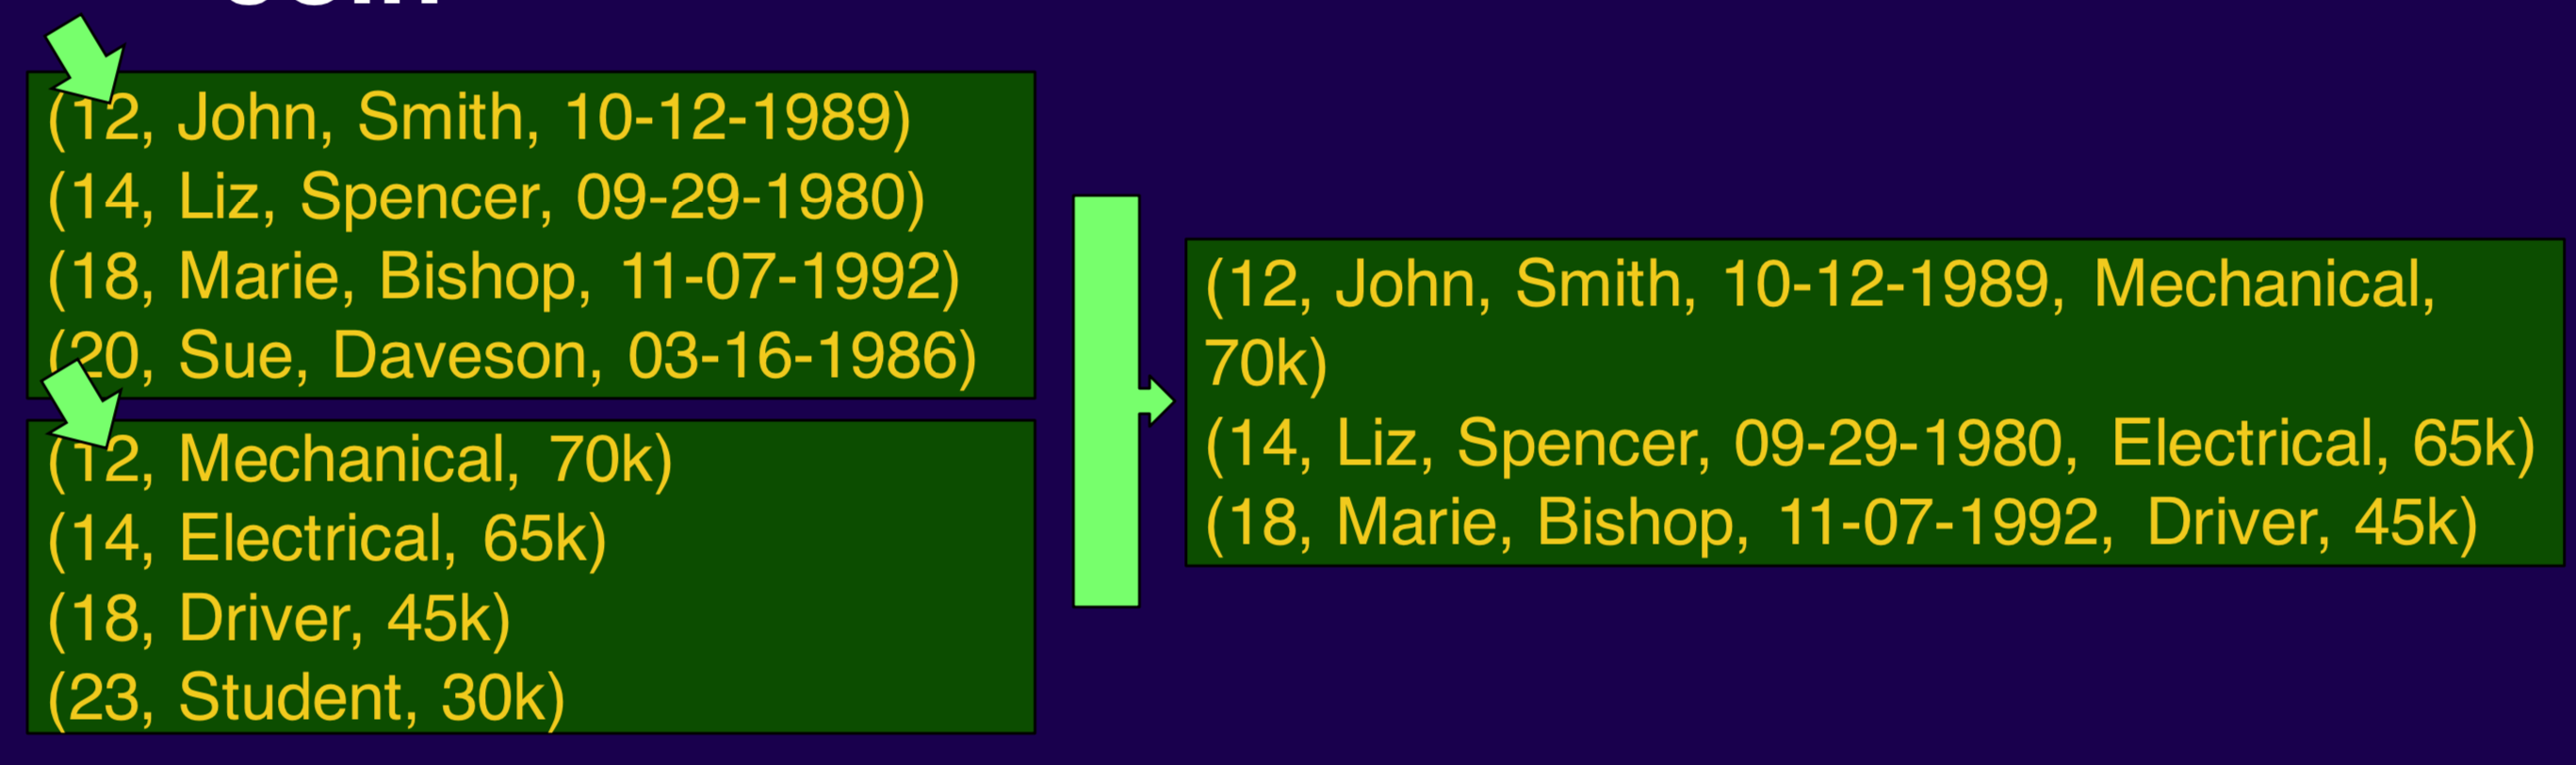 (12, John, Smith, 10-12-1989)
(14, Liz, Spencer, 09-29-1980)
(18, Marie, Bishop, 11-07-1992)
(20, Sue, Daveson, 03-16-1986)
(12, Mechanical, 70k)
(14, Electrical, 65k)
(18, Driver, 45k)
(23, Student, 30k)
(12, John, Smith, 10-12-1989, Mechanical,
70k)
(14, Liz, Spencer, 09-29-1980, Electrical, 65k)
(18, Marie, Bishop, 11-07-1992, Driver, 45k)